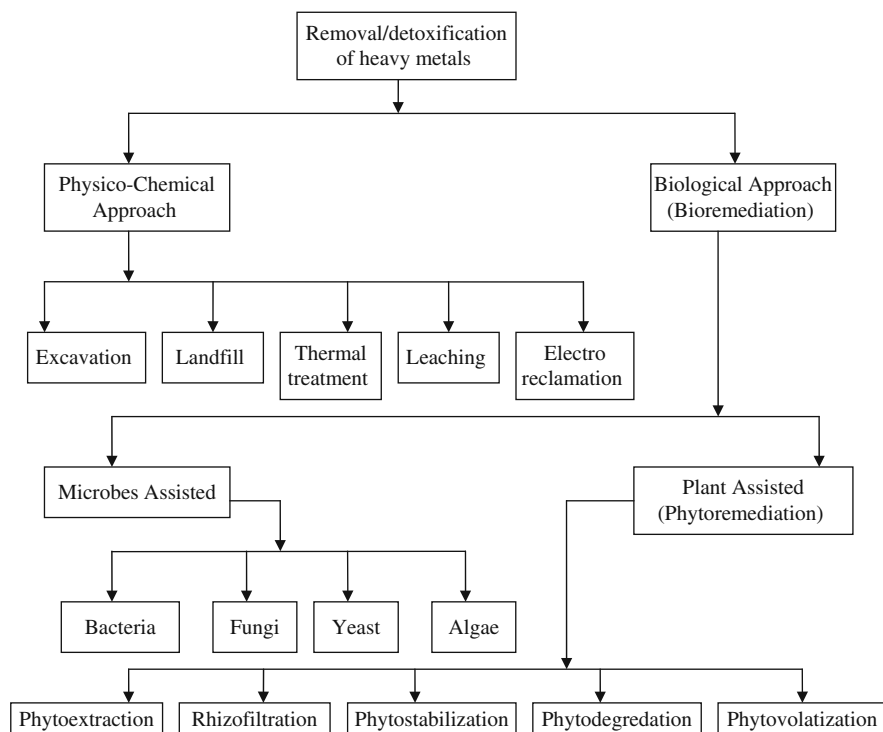 Removal/detoxification
of heavy metals
Physico-Chemical
Approach
Biological Approach
(Bioremediation)
Excavation
Landfill
Thermal
treatment
Leaching
Electro
reclamation
Microbes Assisted
Plant Assisted
(Phytoremediation)
Bacteria
Fungi
Yeast
Algae
Phytoextraction
Rhizofiltration
Phytostabilization
Phytodegredation
Phytovolatization